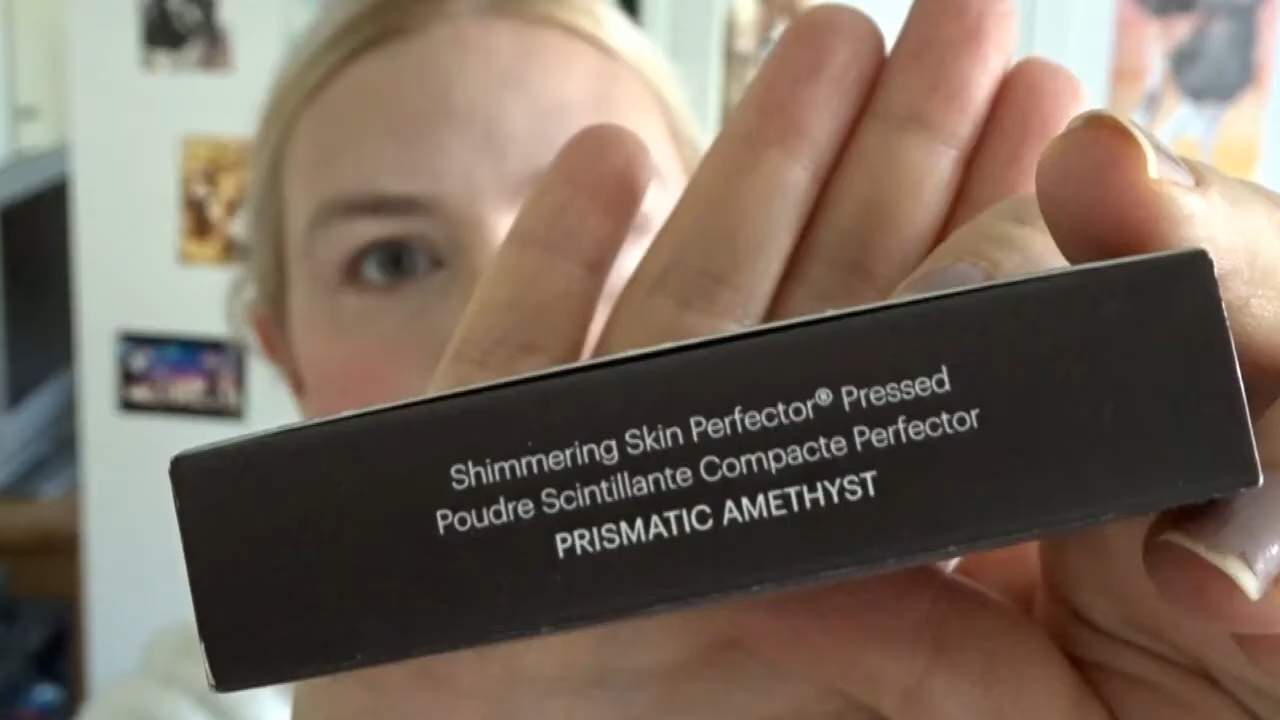 Shimmering Skin Perfector® Pressed
Poudre Scintillante Compacte Perfector
PRISMATIC AMETHYST